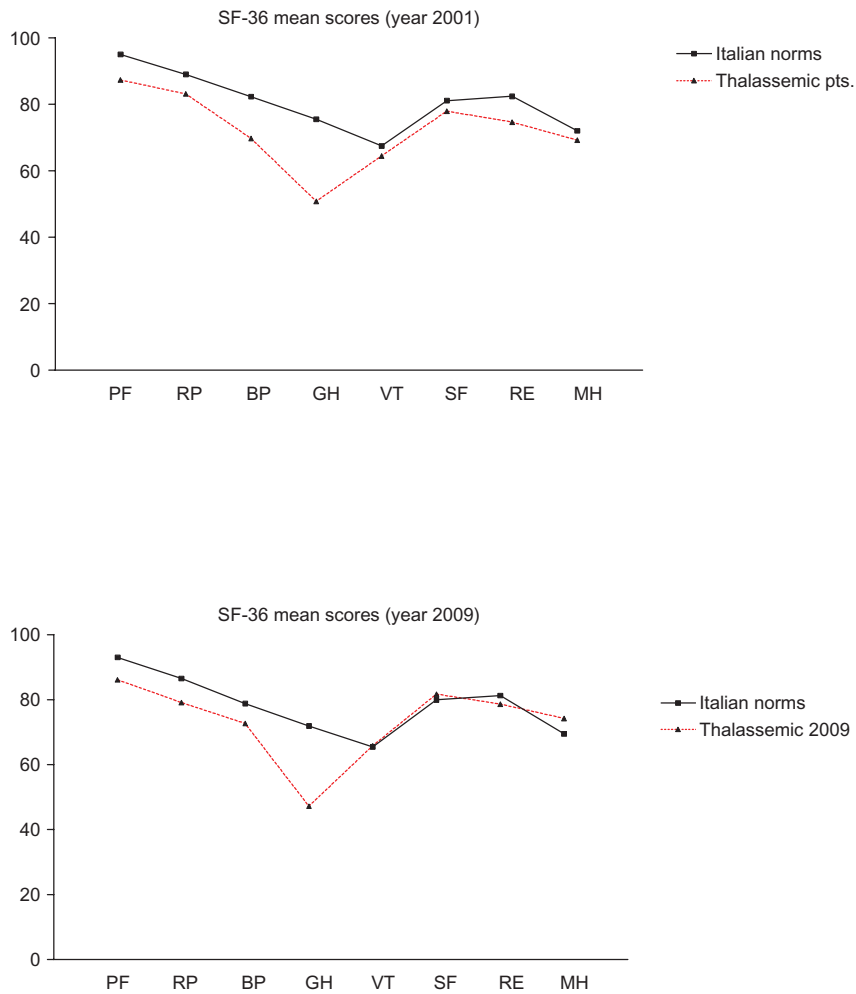 SF-36 mean scores (year 2001)
100
80
60
40
20
0
PF RP BP GH VT SF RE MH
Italian norms
Thalassemic pts.
SF-36 mean scores (year 2009)
100
80
60
40
20
0
PF RP BP GH VT SF RE MH
Italian norms
Thalassemic 2009